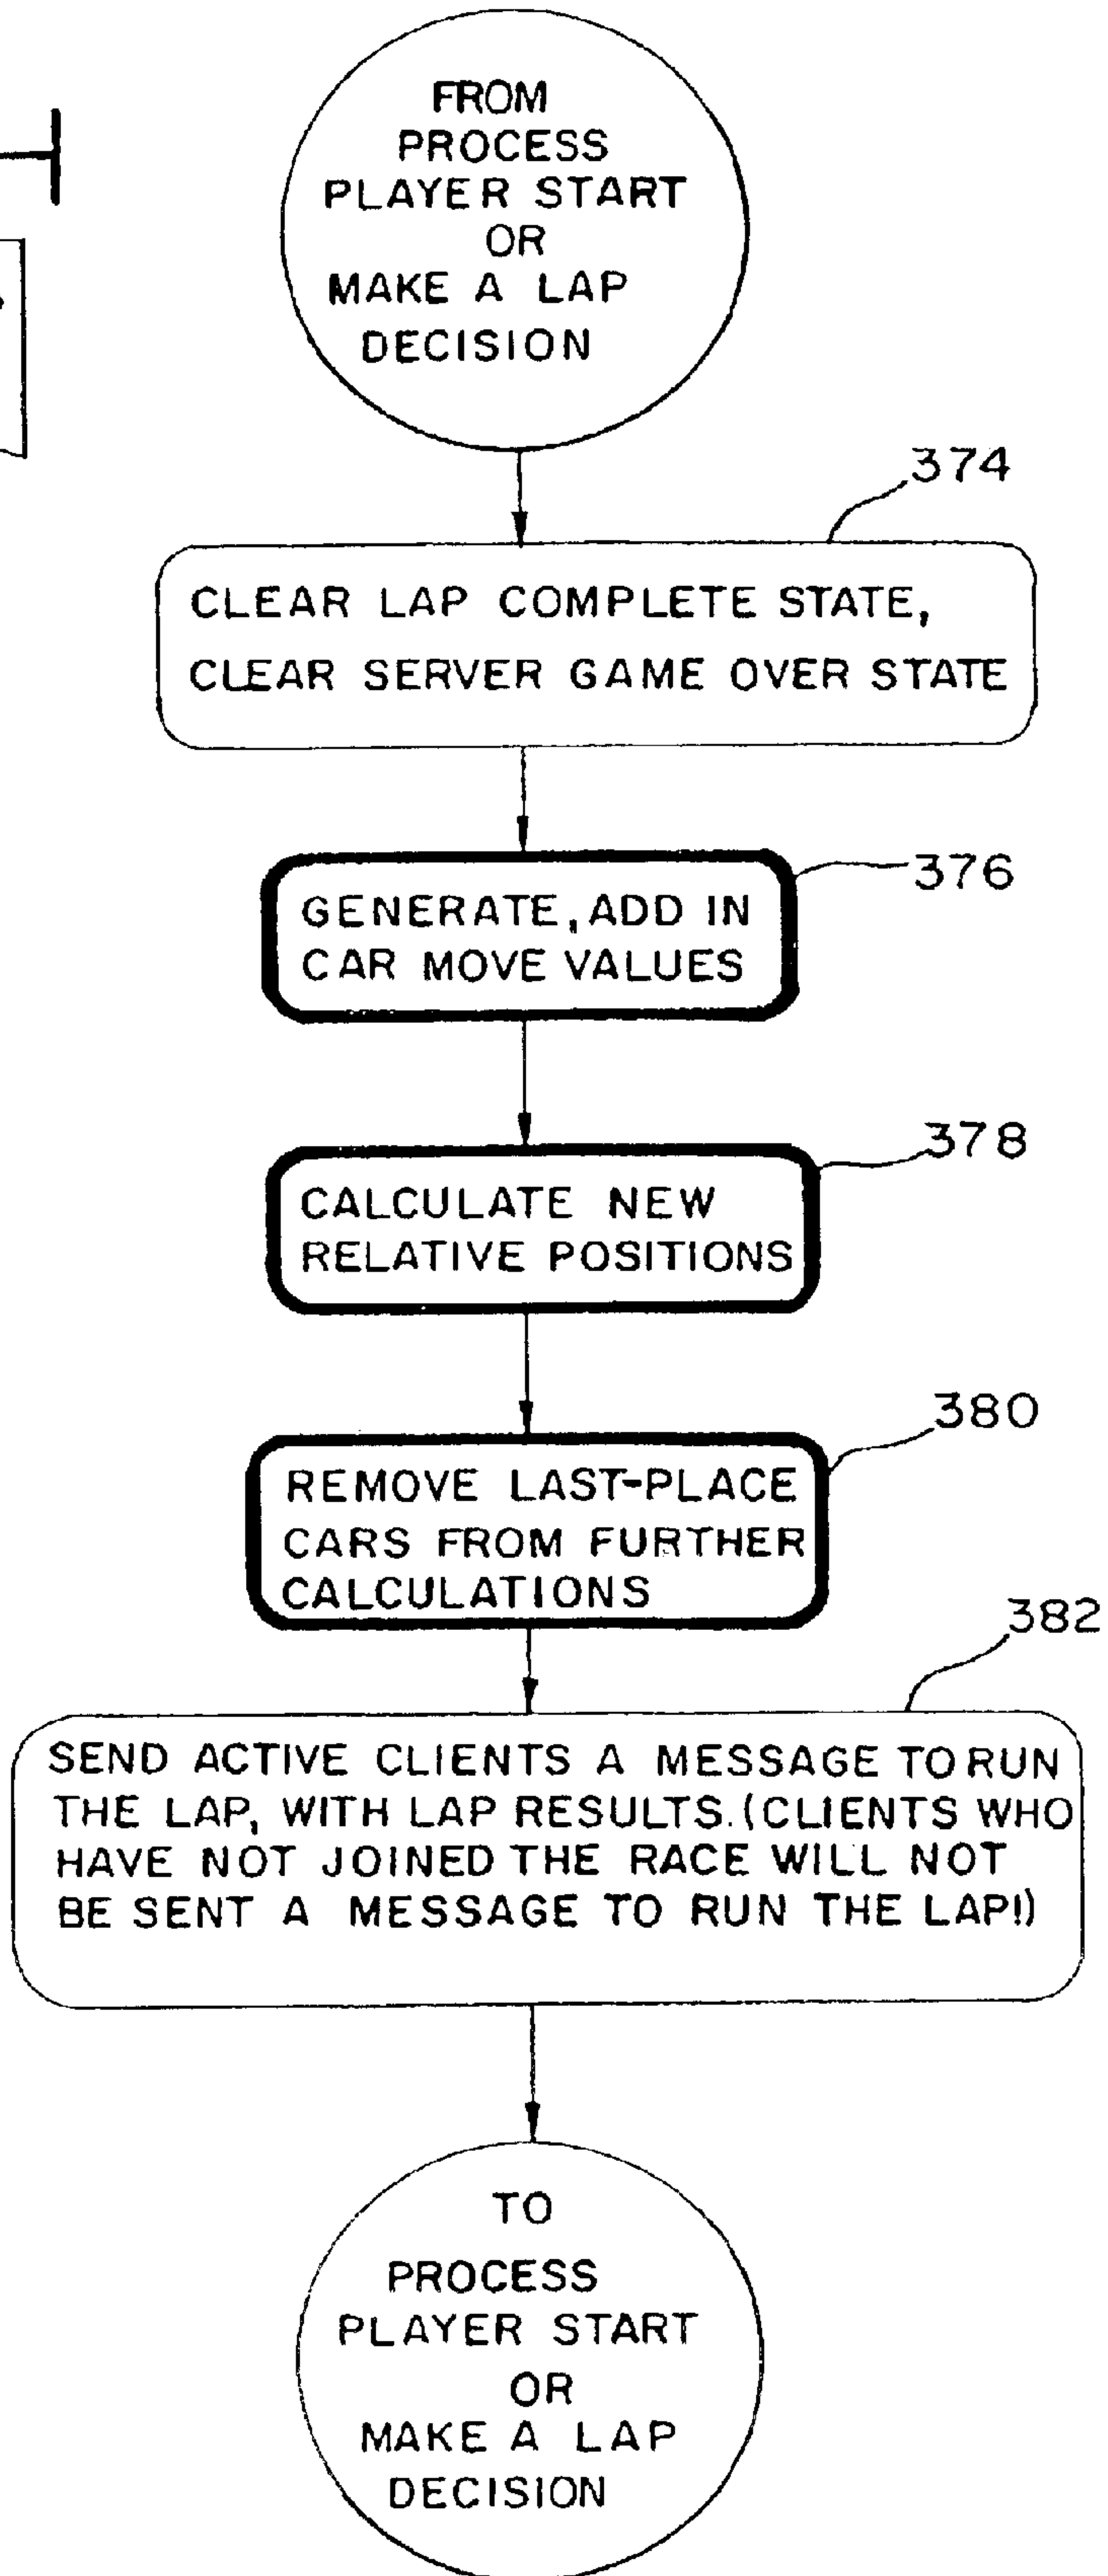 FROM
PROCESS
PLAYER START
OR
MAKE A LAP
DECISION
374
CLEAR LAP COMPLETE STATE,
CLEAR SERVER GAME OVER STATE
376
GENERATE, ADD IN
CAR MOVE VALUES
378
CALCULATE NEW
RELATIVE POSITIONS
380
REMOVE LAST-PLACE
CARS FROM FURTHER
CALCULATIONS
382
SEND ACTIVE CLIENTS A MESSAGE TO RUN
THE LAP, WITH LAP RESULTS. (CLIENTS WHO
HAVE NOT JOINED THE RACE WILL NOT
BE SENT A MESSAGE TO RUN THE LAP!)
TO
PROCESS
PLAYER START
OR
MAKE A LAP
DECISION